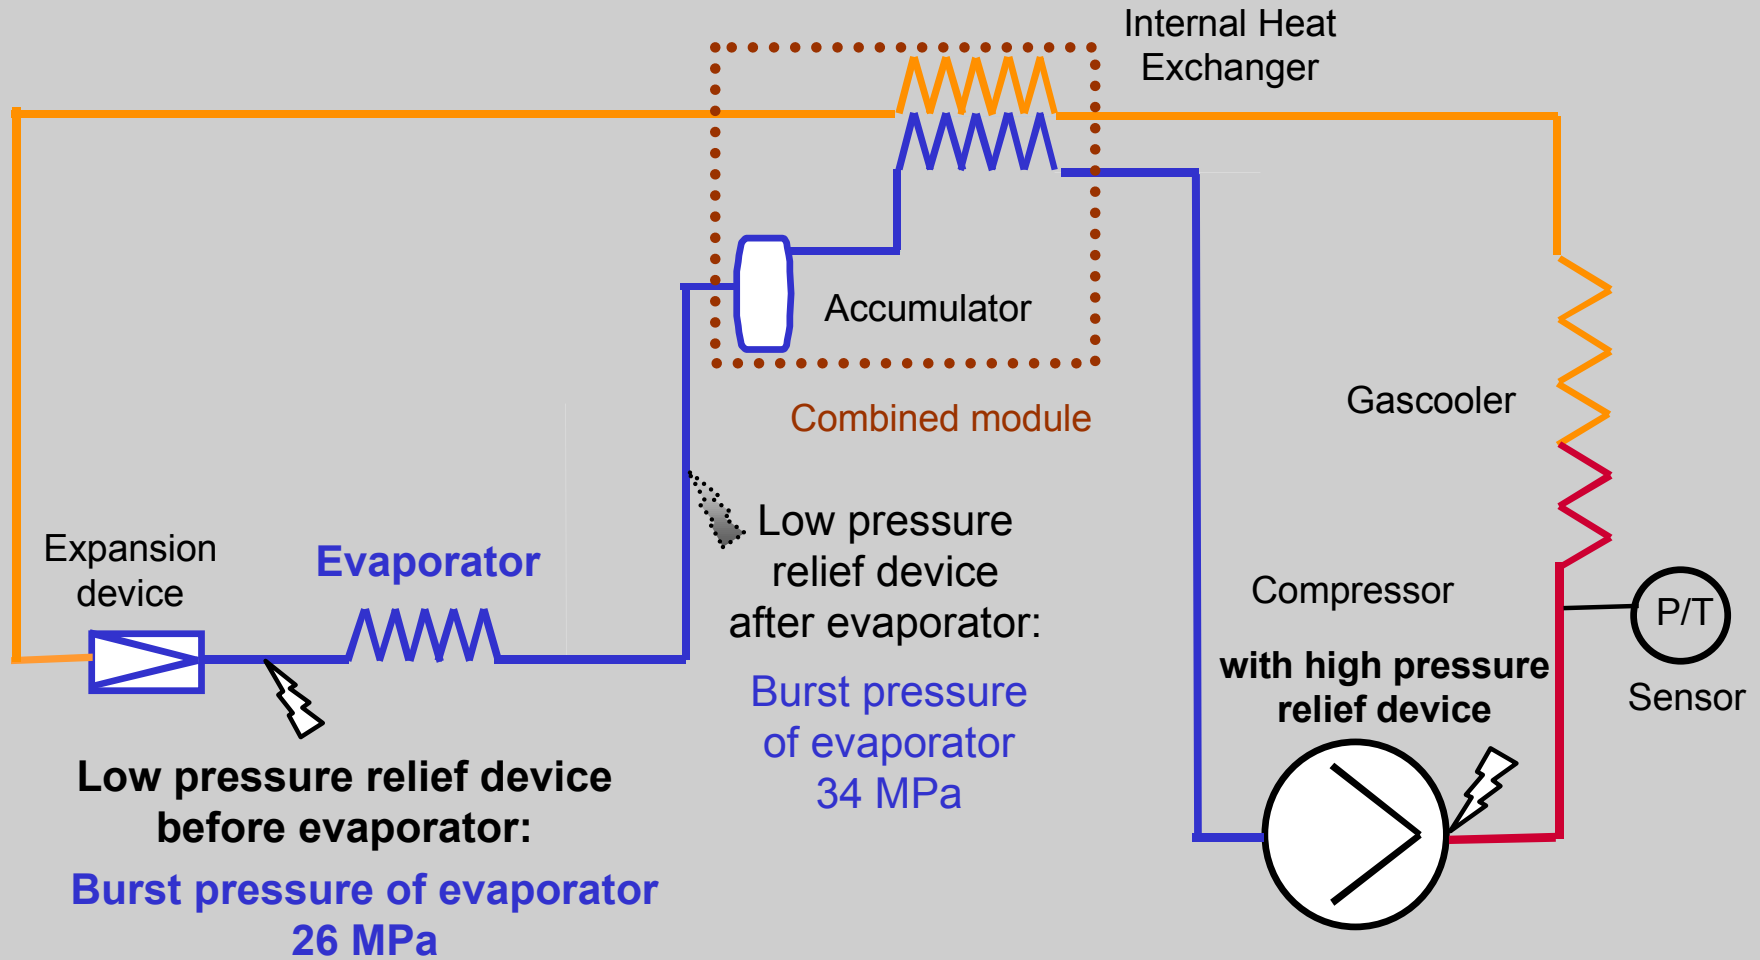 Internal Heat
Exchanger
Accumulator
Combined module
Gascooler
Expansion
device
Evaporator
Low pressure
relief device
after evaporator:
Burst pressure
of evaporator
34 MPa
Compressor
with high pressure
relief device
P/T
Sensor
Low pressure relief device
before evaporator:
Burst pressure of evaporator
26 MPa